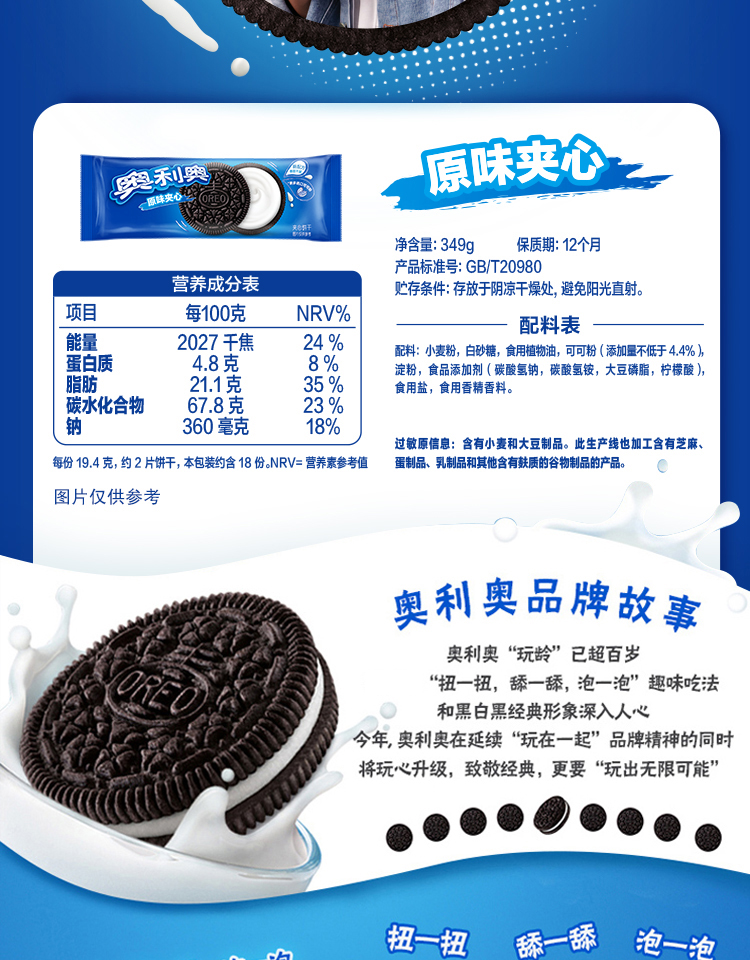 奥利奥
原味夹心
OREO
原味夹心
净含量: 349g 保质期: 12个月
产品标准号: GB/T20980
贮存条件: 存放于阴凉干燥处, 避免阳光直射。
营养成分表
项目 每100克 NRV%
能量 2027 千焦 24 %
蛋白质 4.8 克 8 %
脂肪 21.1 克 35 %
碳水化合物 67.8 克 23 %
钠 360 毫克 18%
每份 19.4 克，约 2 片饼干，本包装约含 18 份。NRV= 营养素参考值
图片仅供参考
配料表
配料：小麦粉，白砂糖，食用植物油，可可粉（添加量不低于 4.4%），
淀粉，食品添加剂（碳酸氢钠，碳酸氢铵，大豆磷脂，柠檬酸），
食用盐，食用香精香料。
过敏原信息：含有小麦和大豆制品。此生产线也加工含有芝麻、
蛋制品、乳制品和其他含有麸质的谷物制品的产品。
奥利奥品牌故事
OREO
奥利奥“玩龄”已超百岁
“扭一扭，舔一舔，泡一泡”趣味吃法
和黑白黑经典形象深入人心
今年, 奥利奥在延续“玩在一起”品牌精神的同时
将玩心升级，致敬经典，更要“玩出无限可能”
扭一扭 舔一舔 泡一泡